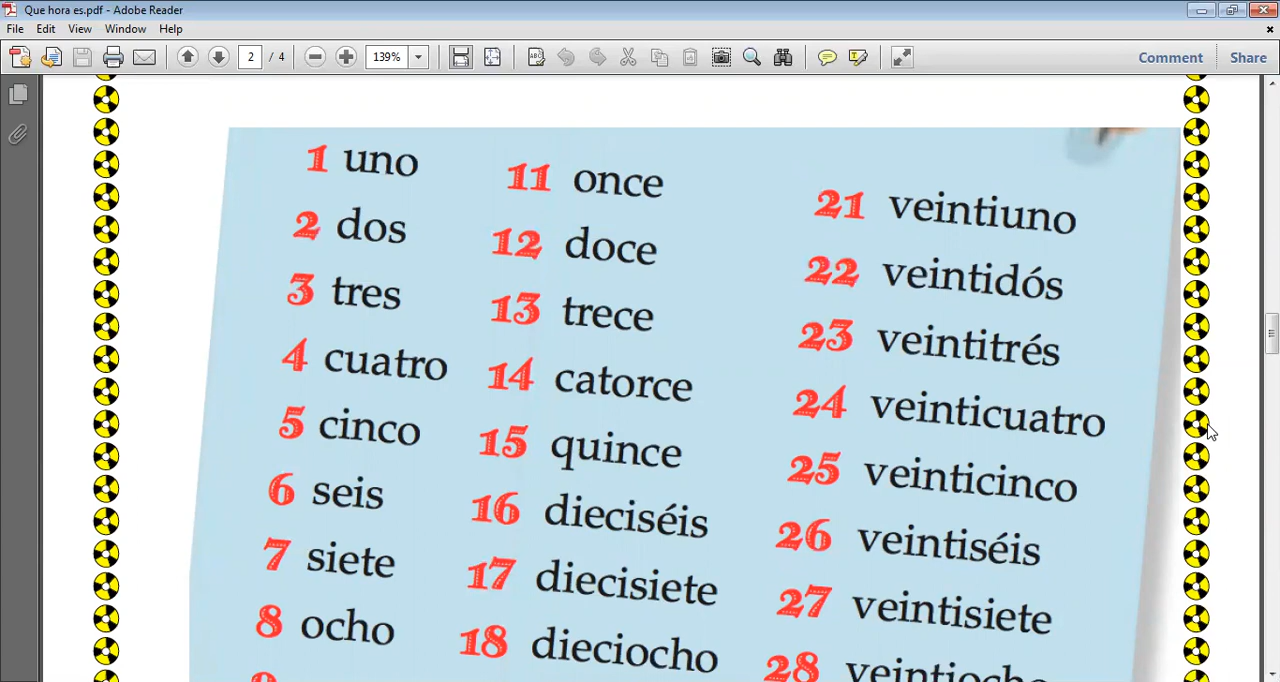 Que hora es.pdf - Adobe Reader
File Edit View Window Help
2 / 4 139% Comment Share
1 uno
2 dos
3 tres
4 cuatro
5 cinco
6 seis
7 siete
8 ocho
11 once
12 doce
13 trece
14 catorce
15 quince
16 dieciséis
17 diecisiete
18 dieciocho
21 veintiuno
22 veintidós
23 veintitrés
24 veinticuatro
25 veinticinco
26 veintiséis
27 veintisiete
28 veintiocho